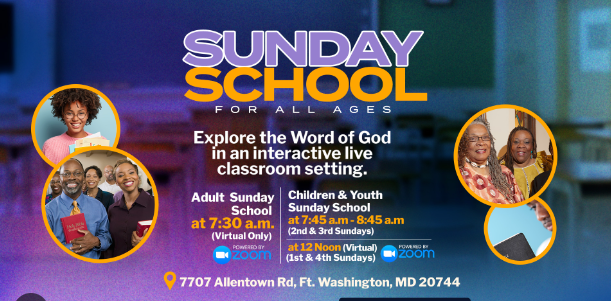 SUNDAY
SCHOOL
FOR ALL AGES
Explore the Word of God
in an interactive live
classroom setting.
Adult Sunday
School
at 7:30 a.m.
(Virtual Only)
POWERED BY
zoom
Children & Youth
Sunday School
at 7:45 a.m - 8:45 a.m
(2nd & 3rd Sundays)
at 12 Noon (Virtual)
(1st & 4th Sundays)
POWERED BY
zoom
7707 Allentown Rd, Ft. Washington, MD 20744